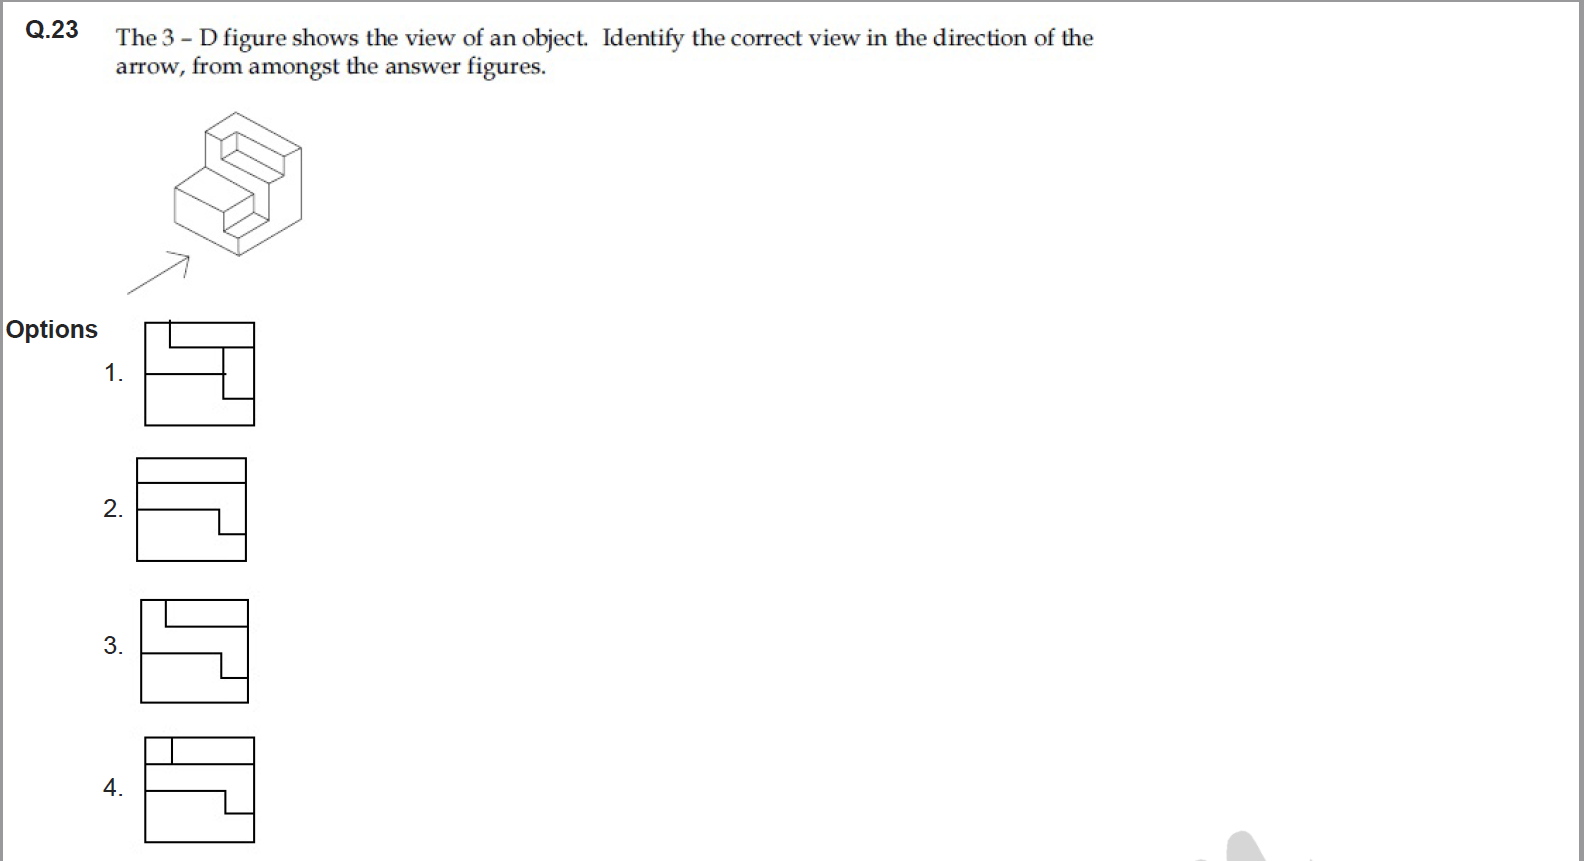 Q.23
The 3 – D figure shows the view of an object. Identify the correct view in the direction of the
arrow, from amongst the answer figures.
Options
1.
2.
3.
4.